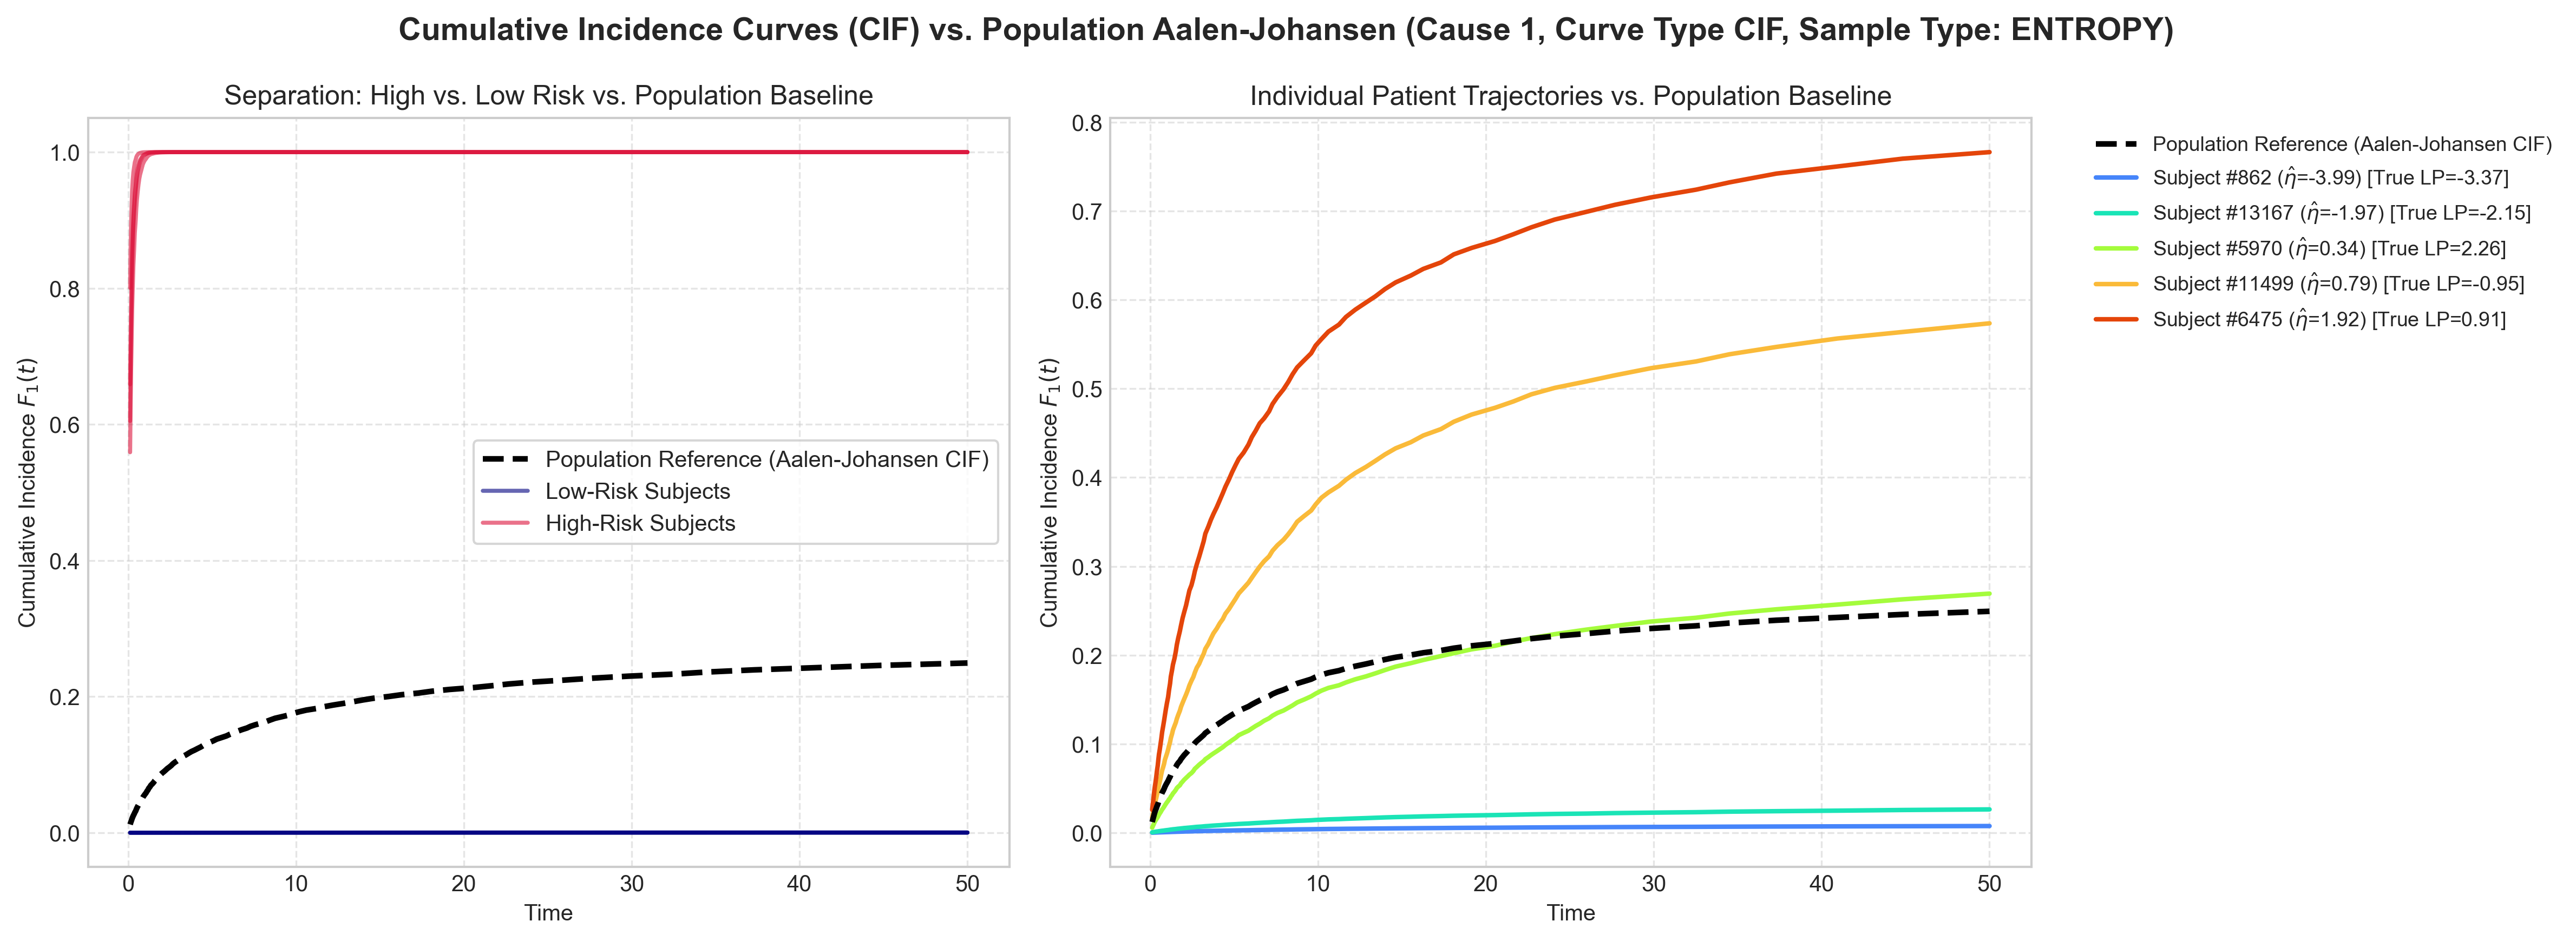 Cumulative Incidence Curves (CIF) vs. Population Aalen-Johansen (Cause 1, Curve Type CIF, Sample Type: ENTROPY)
Separation: High vs. Low Risk vs. Population Baseline
Cumulative Incidence F₁(t)
1.0
0.8
0.6
0.4
0.2
0.0
0 10 20 30 40 50
Time
Population Reference (Aalen-Johansen CIF)
Low-Risk Subjects
High-Risk Subjects
Individual Patient Trajectories vs. Population Baseline
Cumulative Incidence F₁(t)
0.8
0.7
0.6
0.5
0.4
0.3
0.2
0.1
0.0
0 10 20 30 40 50
Time
Population Reference (Aalen-Johansen CIF)
Subject #862 (η̂=-3.99) [True LP=-3.37]
Subject #13167 (η̂=-1.97) [True LP=-2.15]
Subject #5970 (η̂=0.34) [True LP=2.26]
Subject #11499 (η̂=0.79) [True LP=-0.95]
Subject #6475 (η̂=1.92) [True LP=0.91]